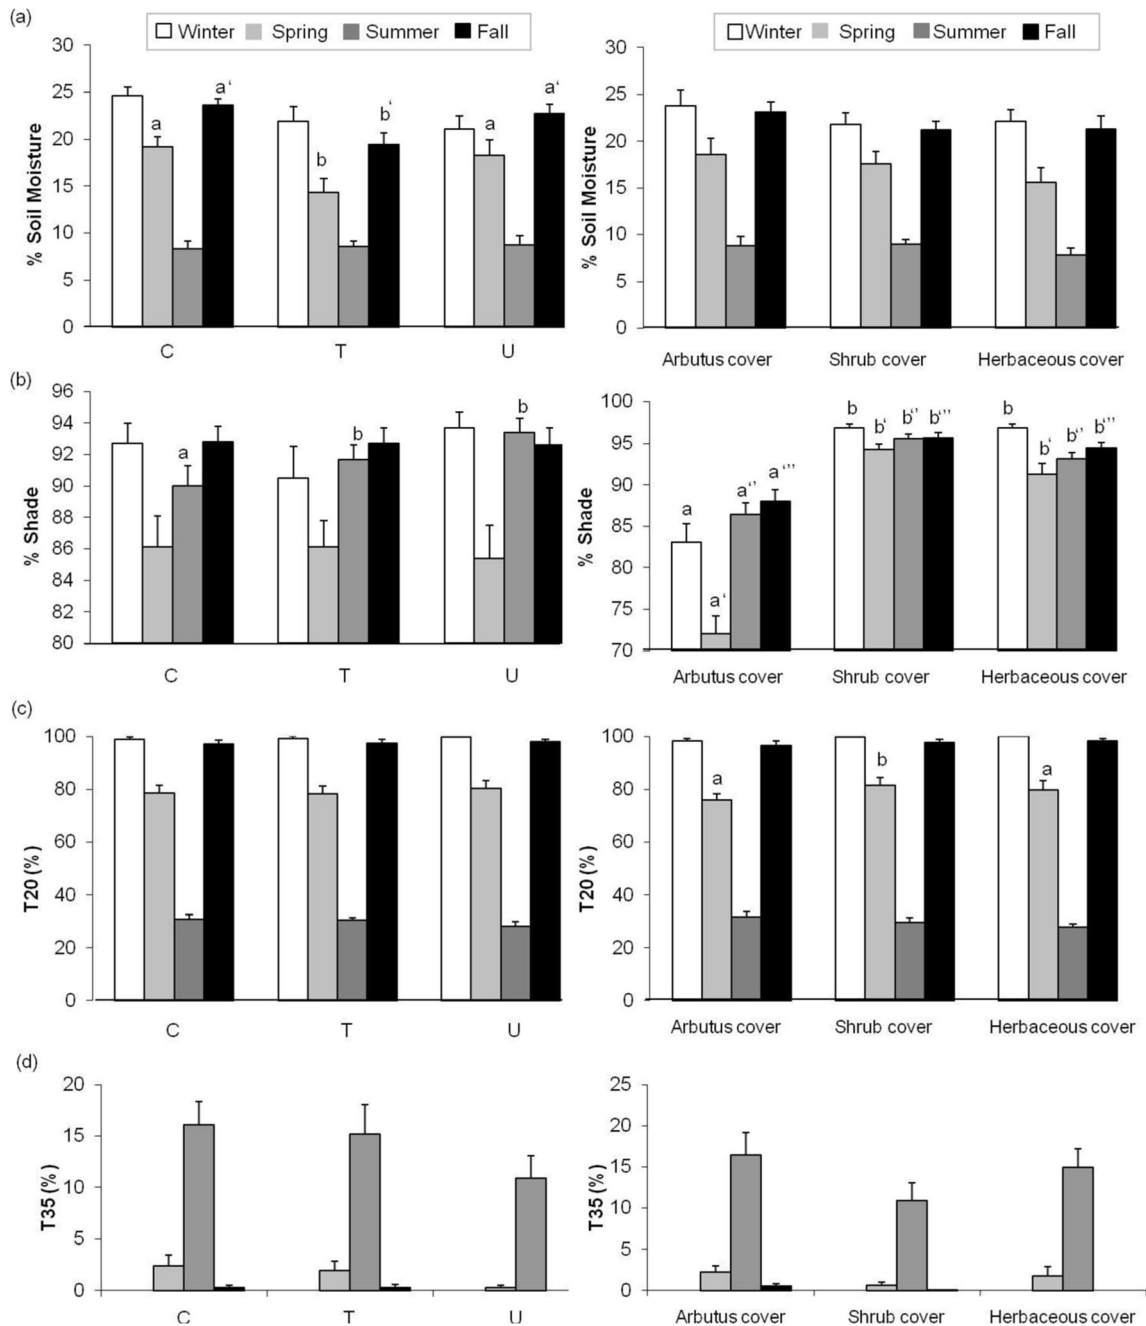 (a)
Winter Spring Summer Fall
Winter Spring Summer Fall
30
25
20
15
10
5
0
% Soil Moisture
a a‘
b b‘
a a‘
C T U
30
25
20
15
10
5
0
% Soil Moisture
Arbutus cover Shrub cover Herbaceous cover
(b)
96
94
92
90
88
86
84
82
80
% Shade
a b b
C T U
100
95
90
85
80
75
70
% Shade
a a‘ a‘’ a‘’’
b b‘ b‘’ b‘’’
b b‘ b‘’ b‘’’
Arbutus cover Shrub cover Herbaceous cover
(c)
100
80
60
40
20
0
T20 (%)
C T U
100
80
60
40
20
0
T20 (%)
a b a
Arbutus cover Shrub cover Herbaceous cover
(d)
20
15
10
5
0
T35 (%)
C T U
25
20
15
10
5
0
T35 (%)
Arbutus cover Shrub cover Herbaceous cover